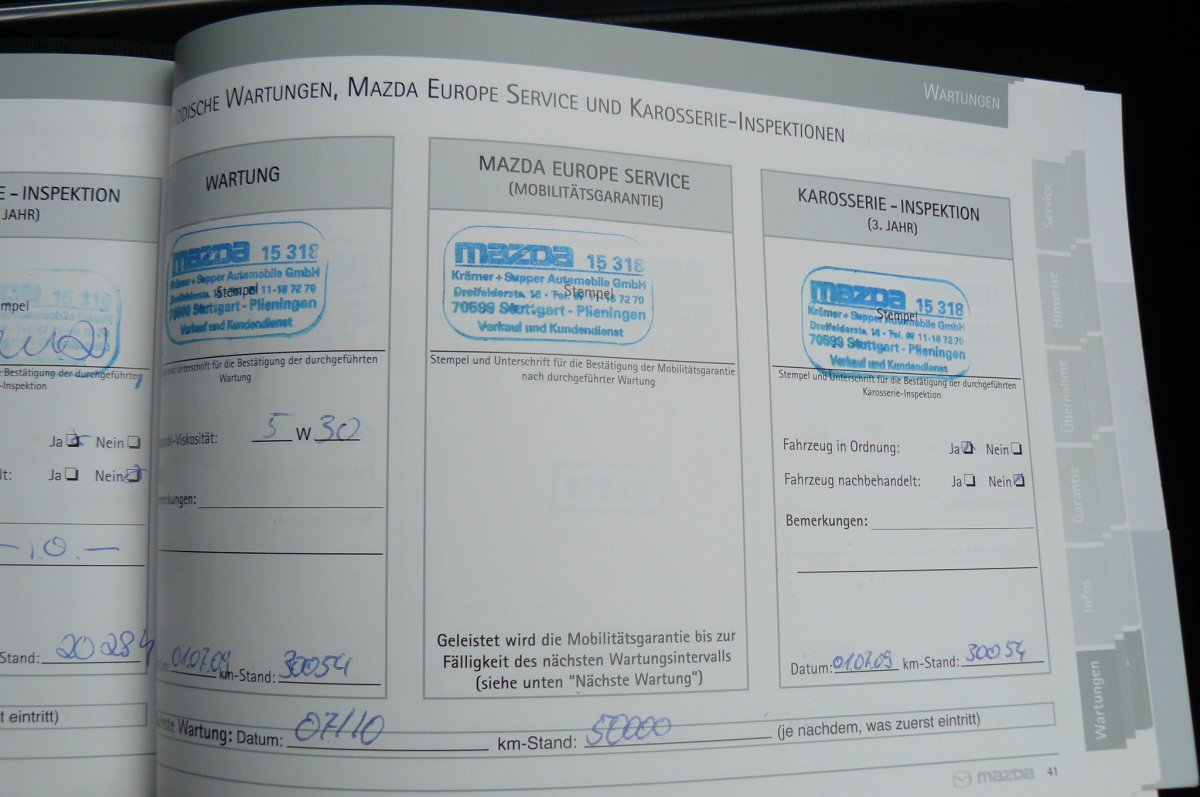 WARTUNGEN
WARTUNGEN, MAZDA EUROPE SERVICE UND KAROSSERIE-INSPEKTIONEN
E - INSPEKTION
JAHR)
Ja Nein
Ja Nein
20284
Stand:
t eintritt)
WARTUNG
mazda 15 318
Krämer + Supper Automobile GmbH
Stempel
70599 Stuttgart - Plieningen
Verkauf und Kundendienst
Unterschrift für die Bestätigung der durchgeführten
Wartung
-Viskosität: 5 W 30
01.07.09 km-Stand: 30054
MAZDA EUROPE SERVICE
(MOBILITÄTSGARANTIE)
mazda 15 318
Krämer + Supper Automobile GmbH
Stempel
70599 Stuttgart - Plieningen
Verkauf und Kundendienst
Stempel und Unterschrift für die Bestätigung der Mobilitätsgarantie
nach durchgeführter Wartung
Geleistet wird die Mobilitätsgarantie bis zur
Fälligkeit des nächsten Wartungsintervalls
(siehe unten "Nächste Wartung")
KAROSSERIE - INSPEKTION
(3. JAHR)
mazda 15 318
Krämer + Supper Automobile GmbH
Stempel
70599 Stuttgart - Plieningen
Verkauf und Kundendienst
Stempel und Unterschrift für die Bestätigung der durchgeführten
Karosserie-Inspektion
Fahrzeug in Ordnung: Ja Nein
Fahrzeug nachbehandelt: Ja Nein
Bemerkungen:
Datum: 01.07.09 km-Stand: 30054
Wartung: Datum: 07/10 km-Stand: 50000 (je nachdem, was zuerst eintritt)
mazda 41
Service
Hinweise
Übernahme
Garantie
Infos
Wartungen